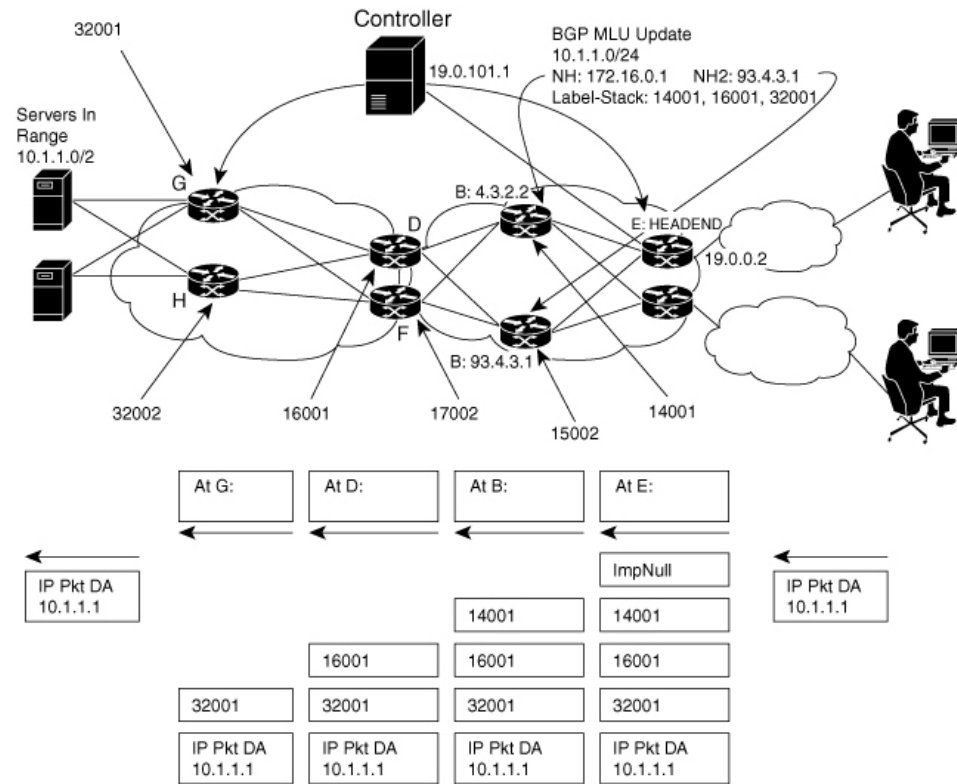 32001
Controller
19.0.101.1
BGP MLU Update
10.1.1.0/24
NH: 172.16.0.1 NH2: 93.4.3.1
Label-Stack: 14001, 16001, 32001
Servers In
Range
10.1.1.0/2
G
B: 4.3.2.2
D
E: HEADEND
19.0.0.2
H
F
B: 93.4.3.1
32002
16001
17002
15002
14001
At G:
At D:
At B:
At E:
ImpNull
IP Pkt DA
10.1.1.1
IP Pkt DA
10.1.1.1
14001
14001
16001
16001
16001
32001
32001
32001
32001
IP Pkt DA
10.1.1.1
IP Pkt DA
10.1.1.1
IP Pkt DA
10.1.1.1
IP Pkt DA
10.1.1.1